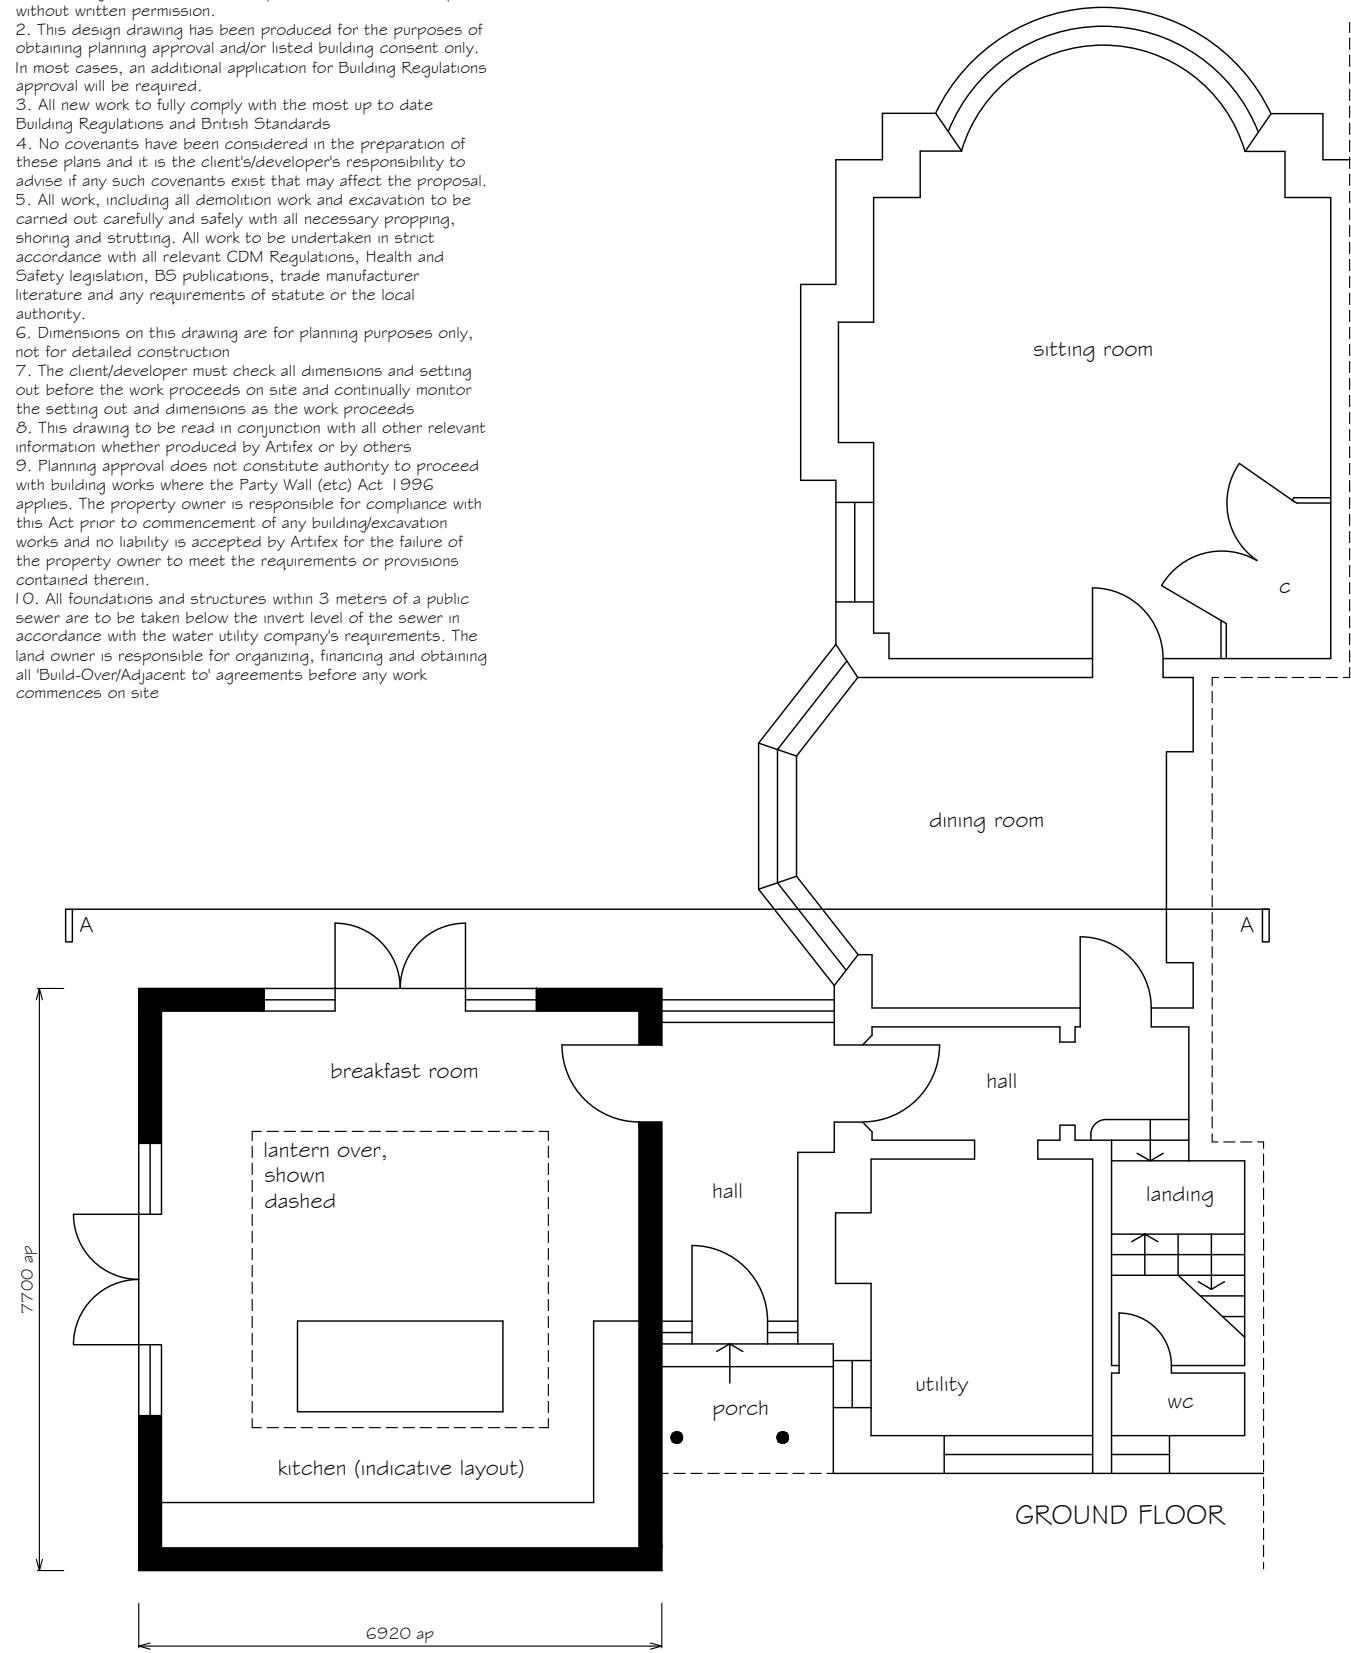 without written permission.
2. This design drawing has been produced for the purposes of
obtaining planning approval and/or listed building consent only.
In most cases, an additional application for Building Regulations
approval will be required.
3. All new work to fully comply with the most up to date
Building Regulations and British Standards
4. No covenants have been considered in the preparation of
these plans and it is the client's/developer's responsibility to
advise if any such covenants exist that may affect the proposal.
5. All work, including all demolition work and excavation to be
carried out carefully and safely with all necessary propping,
shoring and strutting. All work to be undertaken in strict
accordance with all relevant CDM Regulations, Health and
Safety legislation, BS publications, trade manufacturer
literature and any requirements of statute or the local
authority.
6. Dimensions on this drawing are for planning purposes only,
not for detailed construction
7. The client/developer must check all dimensions and setting
out before the work proceeds on site and continually monitor
the setting out and dimensions as the work proceeds
8. This drawing to be read in conjunction with all other relevant
information whether produced by Artifex or by others
9. Planning approval does not constitute authority to proceed
with building works where the Party Wall (etc) Act 1996
applies. The property owner is responsible for compliance with
this Act prior to commencement of any building/excavation
works and no liability is accepted by Artifex for the failure of
the property owner to meet the requirements or provisions
contained therein.
10. All foundations and structures within 3 meters of a public
sewer are to be taken below the invert level of the sewer in
accordance with the water utility company's requirements. The
land owner is responsible for organizing, financing and obtaining
all 'Build-Over/Adjacent to' agreements before any work
commences on site
sitting room
c
dining room
A
A
breakfast room
hall
lantern over,
shown
dashed
hall
landing
7700 ap
utility
wc
porch
kitchen (indicative layout)
GROUND FLOOR
6920 ap